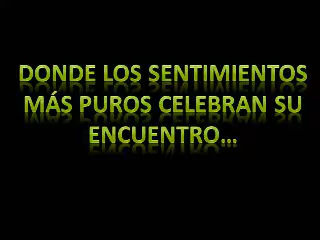 DONDE LOS SENTIMIENTOS
MÁS PUROS CELEBRAN SU
ENCUENTRO...